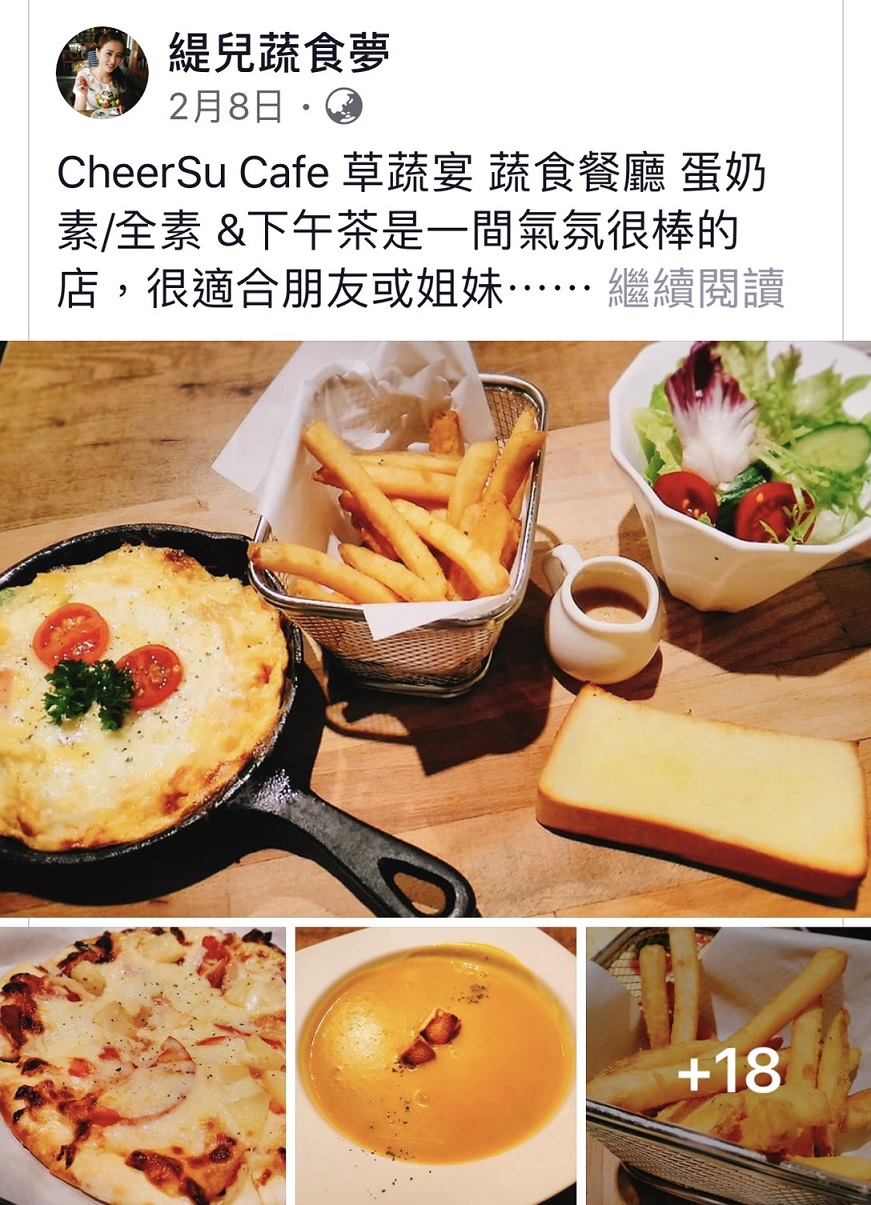 緹兒蔬食夢
2月8日 ·
CheerSu Cafe 草蔬宴 蔬食餐廳 蛋奶
素/全素 &下午茶是一間氣氛很棒的
店，很適合朋友或姐妹⋯⋯ 繼續閱讀
+18